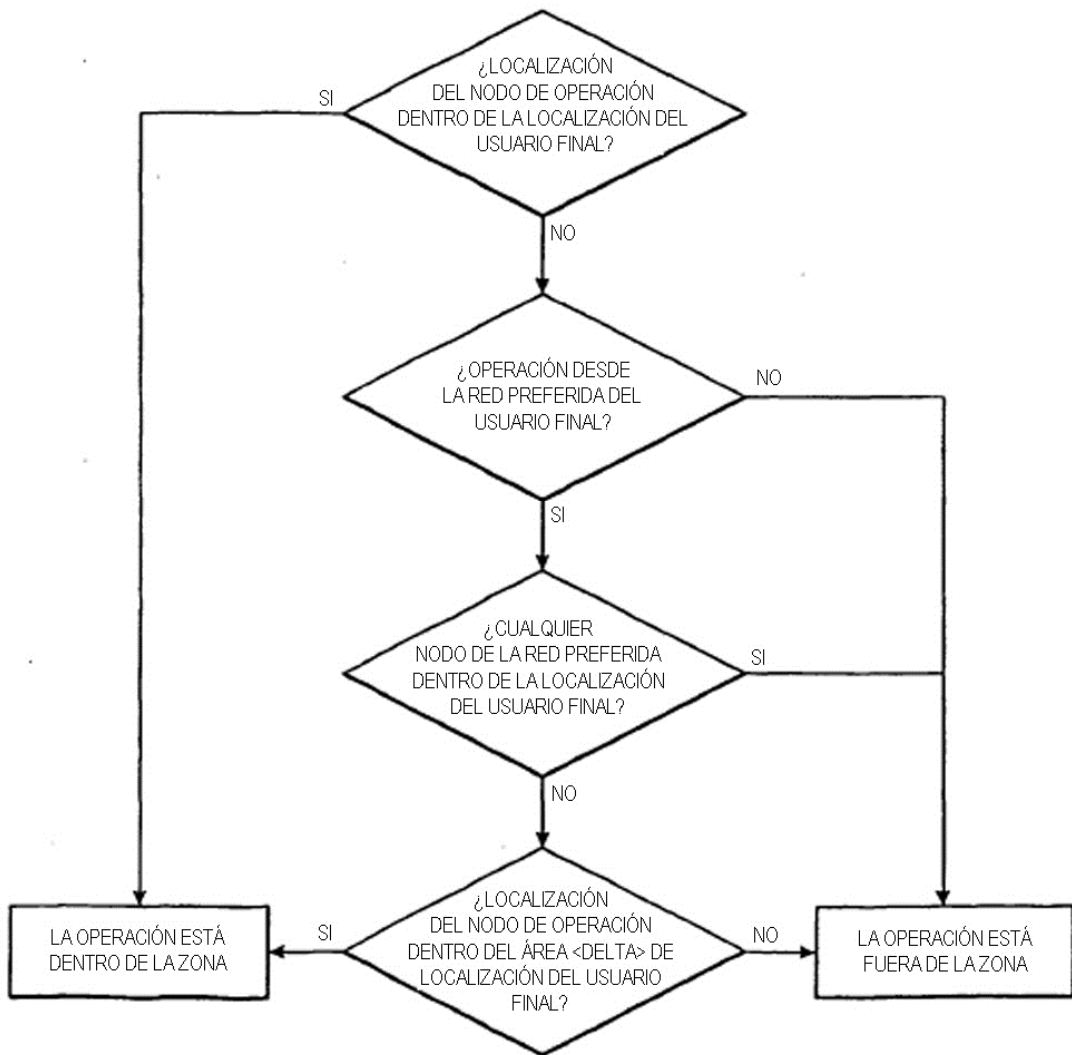 ¿LOCALIZACIÓN
DEL NODO DE OPERACIÓN
DENTRO DE LA LOCALIZACIÓN DEL
USUARIO FINAL?
SI
NO
¿OPERACIÓN DESDE
LA RED PREFERIDA DEL
USUARIO FINAL?
NO
SI
¿CUALQUIER
NODO DE LA RED PREFERIDA
DENTRO DE LA LOCALIZACIÓN
DEL USUARIO FINAL?
SI
NO
¿LOCALIZACIÓN
DEL NODO DE OPERACIÓN
DENTRO DEL ÁREA <DELTA> DE
LOCALIZACIÓN DEL USUARIO
FINAL?
SI
NO
LA OPERACIÓN ESTÁ
DENTRO DE LA ZONA
LA OPERACIÓN ESTÁ
FUERA DE LA ZONA